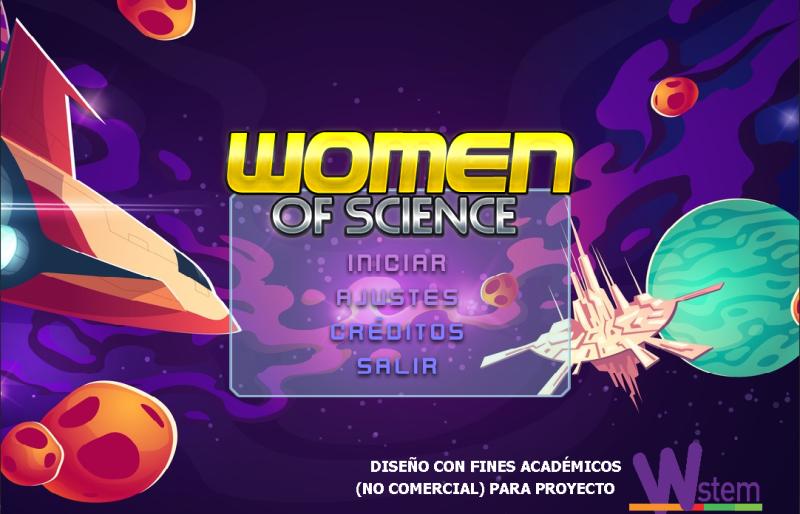 WOMEN
OF SCIENCE
INICIAR
AJUSTES
CRÉDITOS
SALIR
DISEÑO CON FINES ACADÉMICOS
(NO COMERCIAL) PARA PROYECTO
Wstem